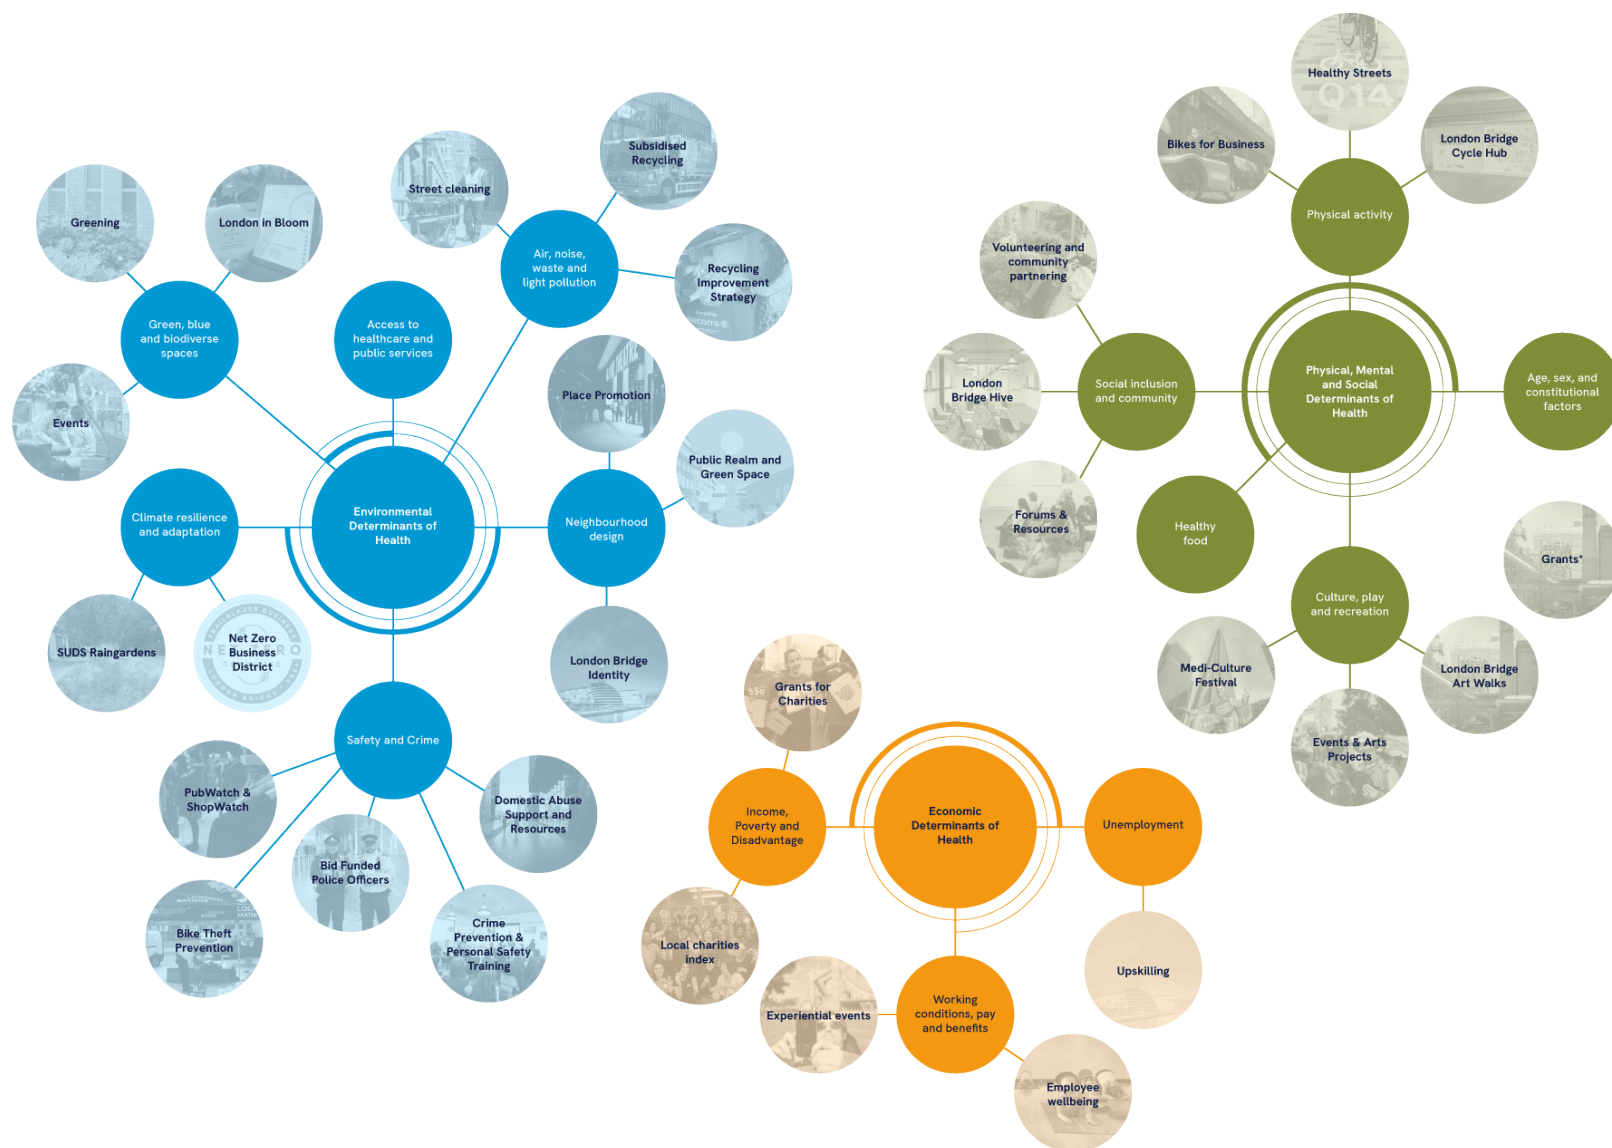 Greening
London in Bloom
Street cleaning
Subsidised
Recycling
Green, blue
and biodiverse
spaces
Access to
healthcare and
public services
Air, noise,
waste and
light pollution
Recycling
Improvement
Strategy
Events
Place Promotion
Public Realm and
Green Space
Climate resilience
and adaptation
Environmental
Determinants of
Health
Neighbourhood
design
SUDS Raingardens
TRAILBLAZER BUSINESS
NET ZERO
LONDON BRIDGE
Net Zero
Business
District
London Bridge
Identity
Safety and Crime
PubWatch &
ShopWatch
Domestic Abuse
Support and
Resources
Bid Funded
Police Officers
Bike Theft
Prevention
Crime
Prevention &
Personal Safety
Training
Healthy Streets
Q14
Bikes for Business
London Bridge
Cycle Hub
Physical activity
Volunteering and
community
partnering
London
Bridge Hive
Social inclusion
and community
Physical, Mental
and Social
Determinants of
Health
Age, sex, and
constitutional
factors
Forums &
Resources
Healthy
food
Grants*
Culture, play
and recreation
Medi-Culture
Festival
London Bridge
Art Walks
Events & Arts
Projects
Grants for
Charities
Income,
Poverty and
Disadvantage
Economic
Determinants of
Health
Unemployment
Local charities
index
Upskilling
Experiential events
Working
conditions, pay
and benefits
Employee
wellbeing